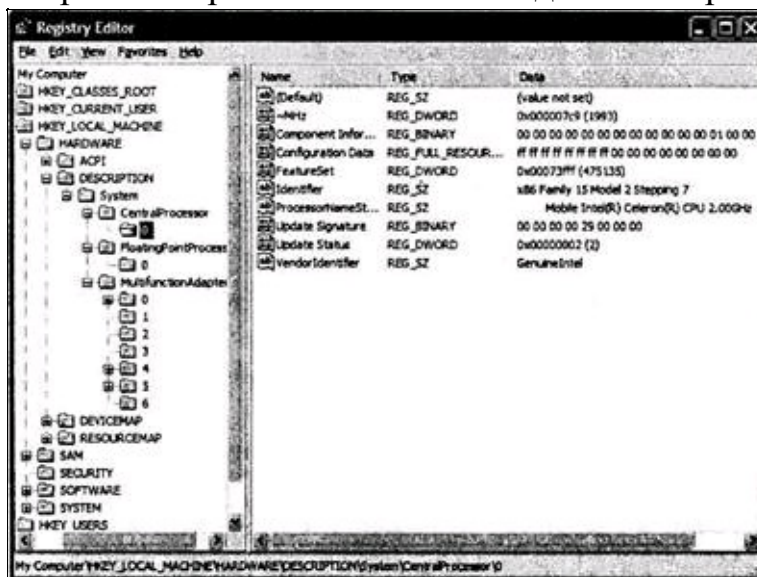 Registry Editor
File Edit View Favorites Help
My Computer
HKEY_CLASSES_ROOT
HKEY_CURRENT_USER
HKEY_LOCAL_MACHINE
HARDWARE
ACPI
DESCRIPTION
System
CentralProcessor
0
FloatingPointProcess
0
MultifunctionAdapter
0
1
2
3
4
5
6
DEVICEMAP
RESOURCEMAP
SAM
SECURITY
SOFTWARE
SYSTEM
HKEY_USERS
Name Type Data
(Default) REG_SZ (value not set)
~MHz REG_DWORD 0x000007c9 (1993)
Component Infor... REG_BINARY 00 00 00 00 00 00 00 00 00 00 00 00 01 00 00
Configuration Data REG_FULL_RESOUR... ff ff ff ff ff ff ff ff 00 00 00 00 00 00 00 00
FeatureSet REG_DWORD 0x00073fff (475135)
Identifier REG_SZ x86 Family 15 Model 2 Stepping 7
ProcessorNameSt... REG_SZ Mobile Intel(R) Celeron(R) CPU 2.00GHz
Update Signature REG_BINARY 00 00 00 00 29 00 00 00
Update Status REG_DWORD 0x00000002 (2)
VendorIdentifier REG_SZ GenuineIntel
My Computer\HKEY_LOCAL_MACHINE\HARDWARE\DESCRIPTION\System\CentralProcessor\0